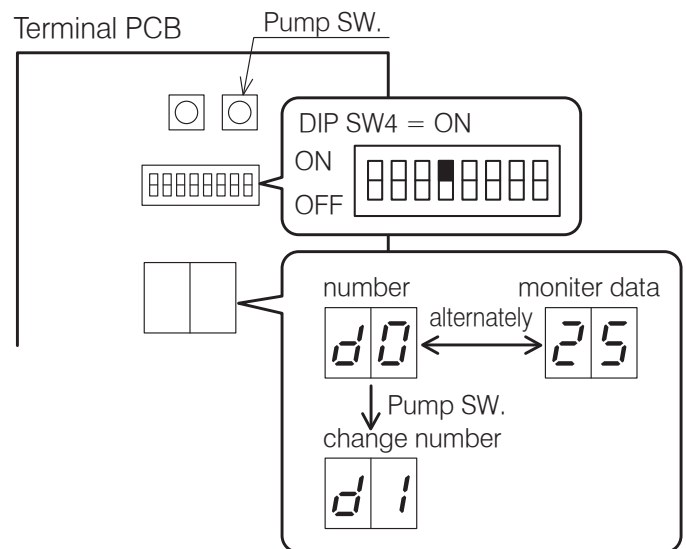 Terminal PCB
Pump SW.
DIP SW4 = ON
ON
OFF
number
moniter data
alternately
d0
25
Pump SW.
change number
d1